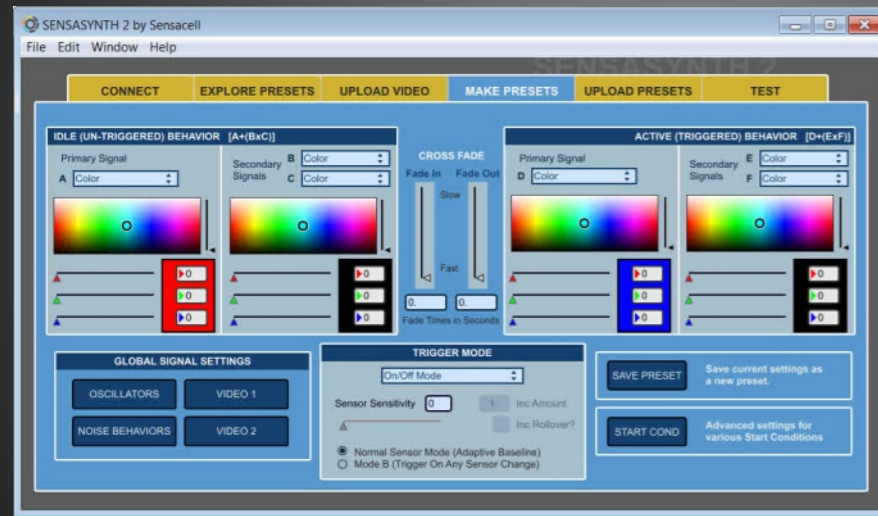 SENSASYNTH 2 by Sensacell
File Edit Window Help
SENSASYNTH 2
CONNECT EXPLORE PRESETS UPLOAD VIDEO MAKE PRESETS UPLOAD PRESETS TEST
IDLE (UN-TRIGGERED) BEHAVIOR [A+(BxC)]
Primary Signal
A Color
Secondary Signals
B Color
C Color
0 0
0 0
0 0
CROSS FADE
Fade In Fade Out
Slow
Fast
0. 0.
Fade Times in Seconds
ACTIVE (TRIGGERED) BEHAVIOR [D+(ExF)]
Primary Signal
D Color
Secondary Signals
E Color
F Color
0 0
0 0
0 0
GLOBAL SIGNAL SETTINGS
OSCILLATORS VIDEO 1
NOISE BEHAVIORS VIDEO 2
TRIGGER MODE
On/Off Mode
Sensor Sensitivity 0 1 Inc Amount
Inc Rollover?
Normal Sensor Mode (Adaptive Baseline)
Mode B (Trigger On Any Sensor Change)
SAVE PRESET
Save current settings as
a new preset.
START COND
Advanced settings for
various Start Conditions